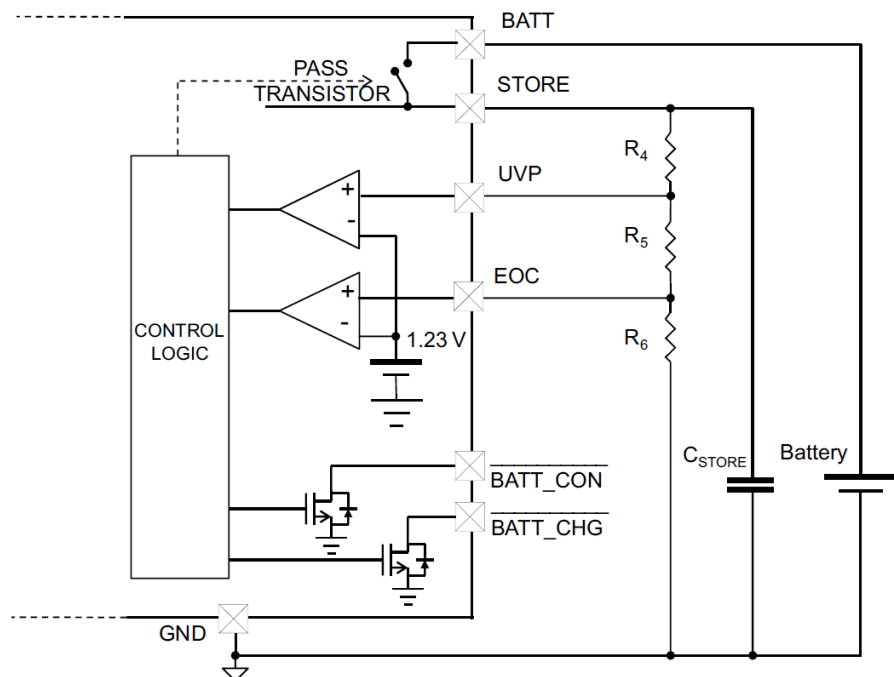 BATT
PASS
TRANSISTOR
STORE
R4
UVP
R5
EOC
+
-
+
-
1.23 V
CONTROL
LOGIC
R6
CSTORE
Battery
BATT_CON
BATT_CHG
GND